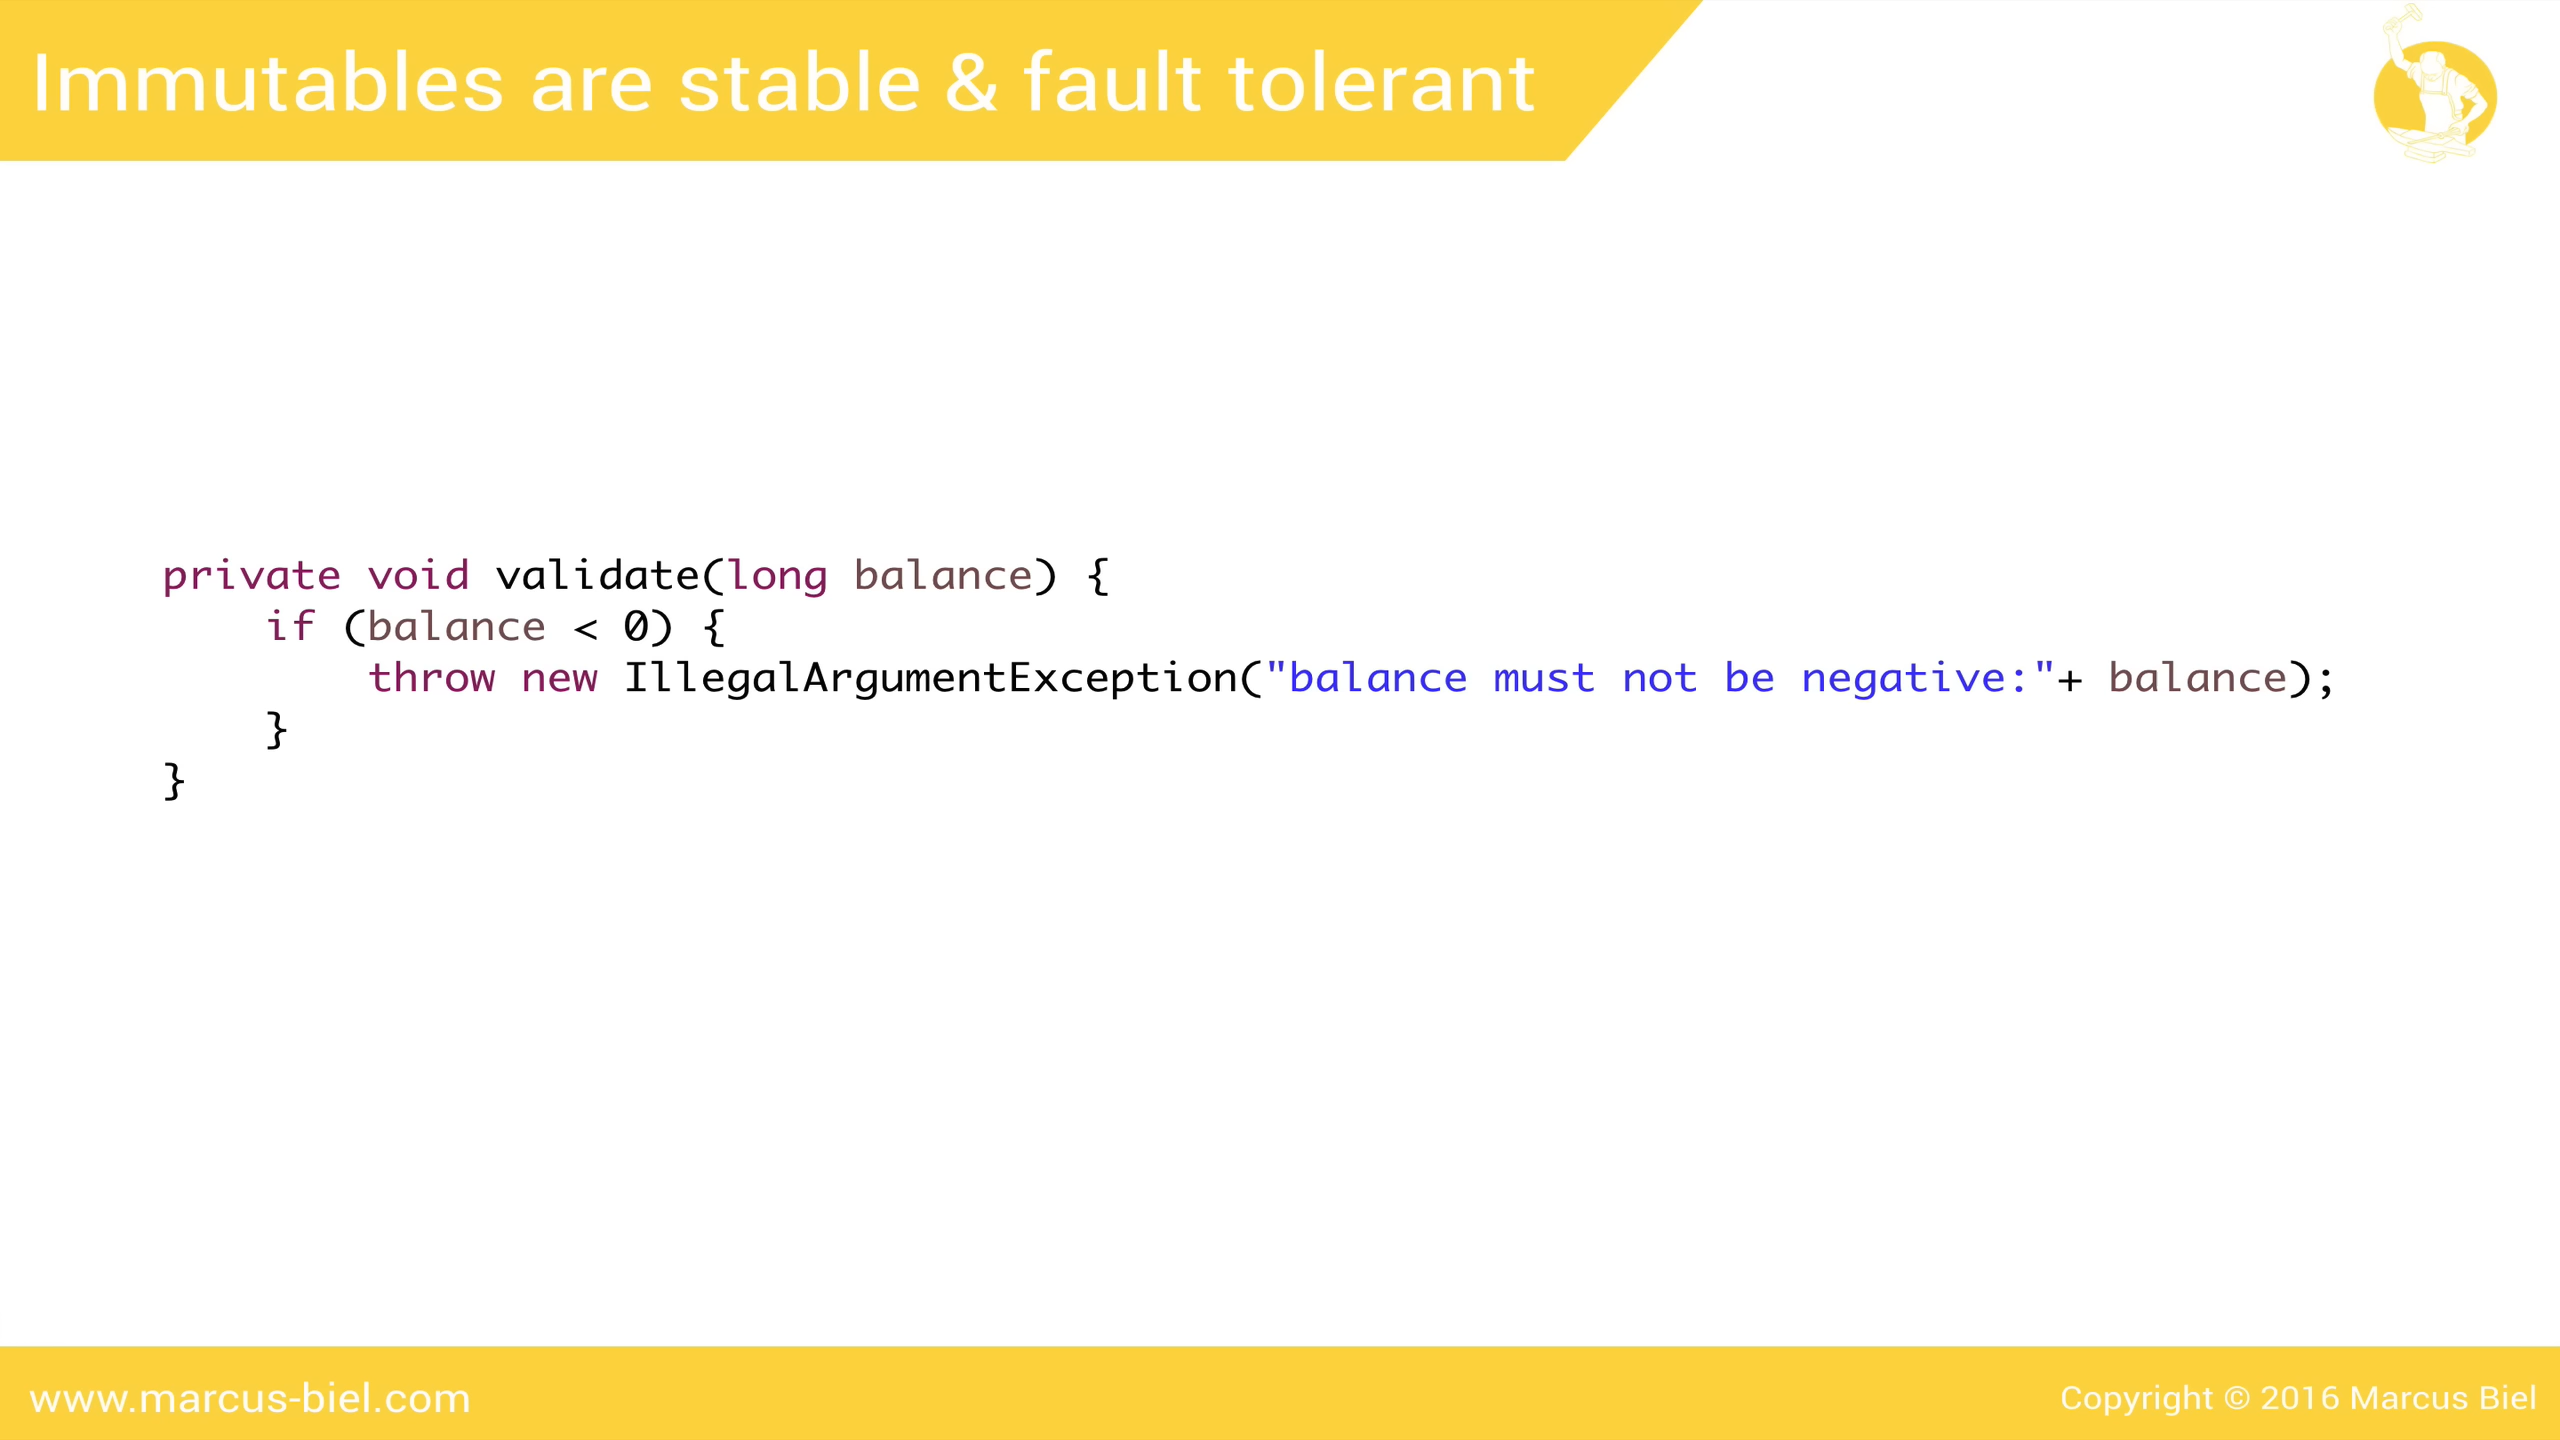 Immutables are stable & fault tolerant
private void validate(long balance) {
    if (balance < 0) {
        throw new IllegalArgumentException("balance must not be negative:"+ balance);
    }
}
www.marcus-biel.com
Copyright © 2016 Marcus Biel